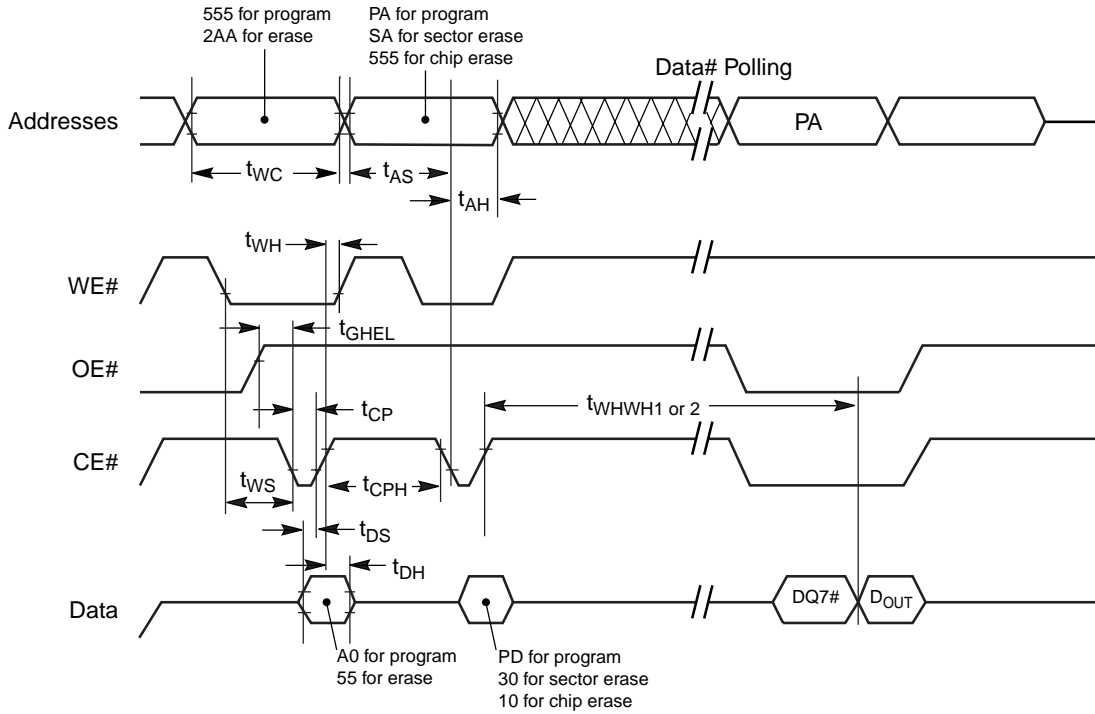 555 for program
2AA for erase
PA for program
SA for sector erase
555 for chip erase
Data# Polling
Addresses
PA
tWC
tAS
tAH
tWH
WE#
tGHEL
OE#
tWHWH1 or 2
tCP
CE#
tWS
tCPH
tDS
tDH
Data
DQ7#
DOUT
A0 for program
55 for erase
PD for program
30 for sector erase
10 for chip erase